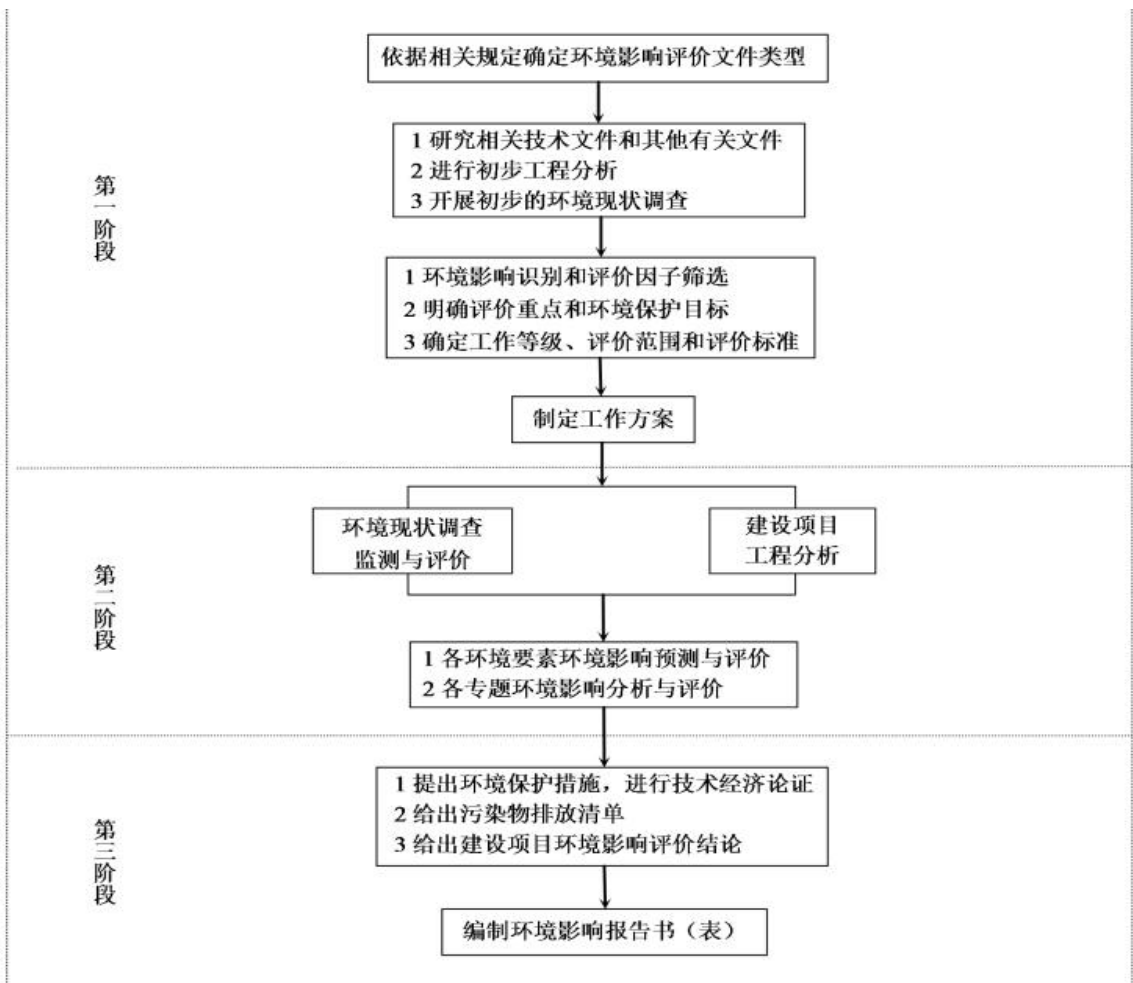 依据相关规定确定环境影响评价文件类型
1 研究相关技术文件和其他有关文件
2 进行初步工程分析
3 开展初步的环境现状调查
第一阶段
1 环境影响识别和评价因子筛选
2 明确评价重点和环境保护目标
3 确定工作等级、评价范围和评价标准
制定工作方案
环境现状调查
监测与评价
建设项目
工程分析
第二阶段
1 各环境要素环境影响预测与评价
2 各专题环境影响分析与评价
1 提出环境保护措施，进行技术经济论证
2 给出污染物排放清单
3 给出建设项目环境影响评价结论
第三阶段
编制环境影响报告书（表）